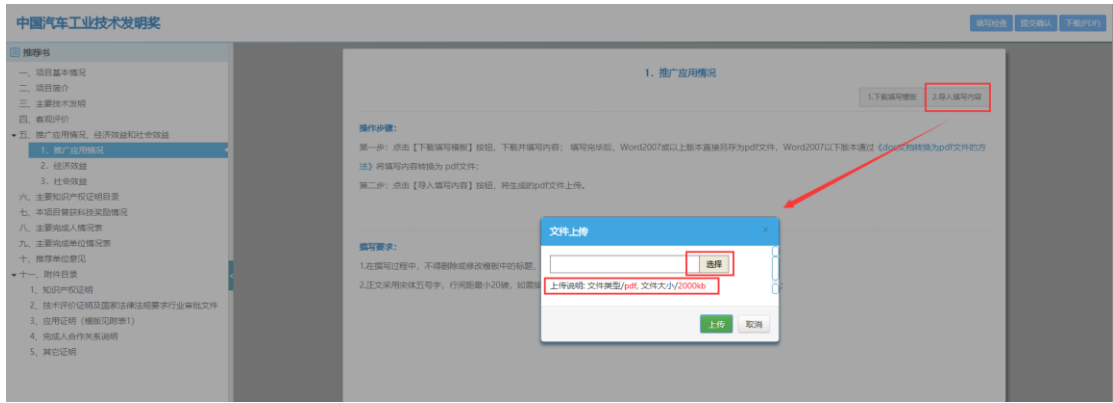 中国汽车工业技术发明奖
填写检查 提交确认 下载(PDF)
推荐书
一、项目基本情况
二、项目简介
三、主要技术发明
四、客观评价
五、推广应用情况、经济效益和社会效益
1. 推广应用情况
2. 经济效益
3. 社会效益
六、主要知识产权证明目录
七、本项目曾获科技奖励情况
八、主要完成人情况表
九、主要完成单位情况表
十、推荐单位意见
十一、附件目录
1、知识产权证明
2、技术评价证明及国家法律法规要求行业审批文件
3、应用证明（模板见附表1）
4、完成人合作关系说明
5、其它证明
1. 推广应用情况
1.下载填写模板 2.导入填写内容
操作步骤：
第一步：点击【下载填写模板】按钮，下载并填写内容；填写完毕后，Word2007或以上版本直接另存为pdf文件，Word2007以下版本通过《doc文档转换为pdf文件的方
法》将填写内容转换为 pdf文件；
第二步：点击【导入填写内容】按钮，将生成的pdf文件上传。
撰写要求：
1.在撰写过程中，不得删除或修改模板中的标题。
2.正文采用宋体五号字，行间距最小20磅，如需
文件上传 ×
选择
上传说明: 文件类型/pdf, 文件大小/2000kb
上传 取消